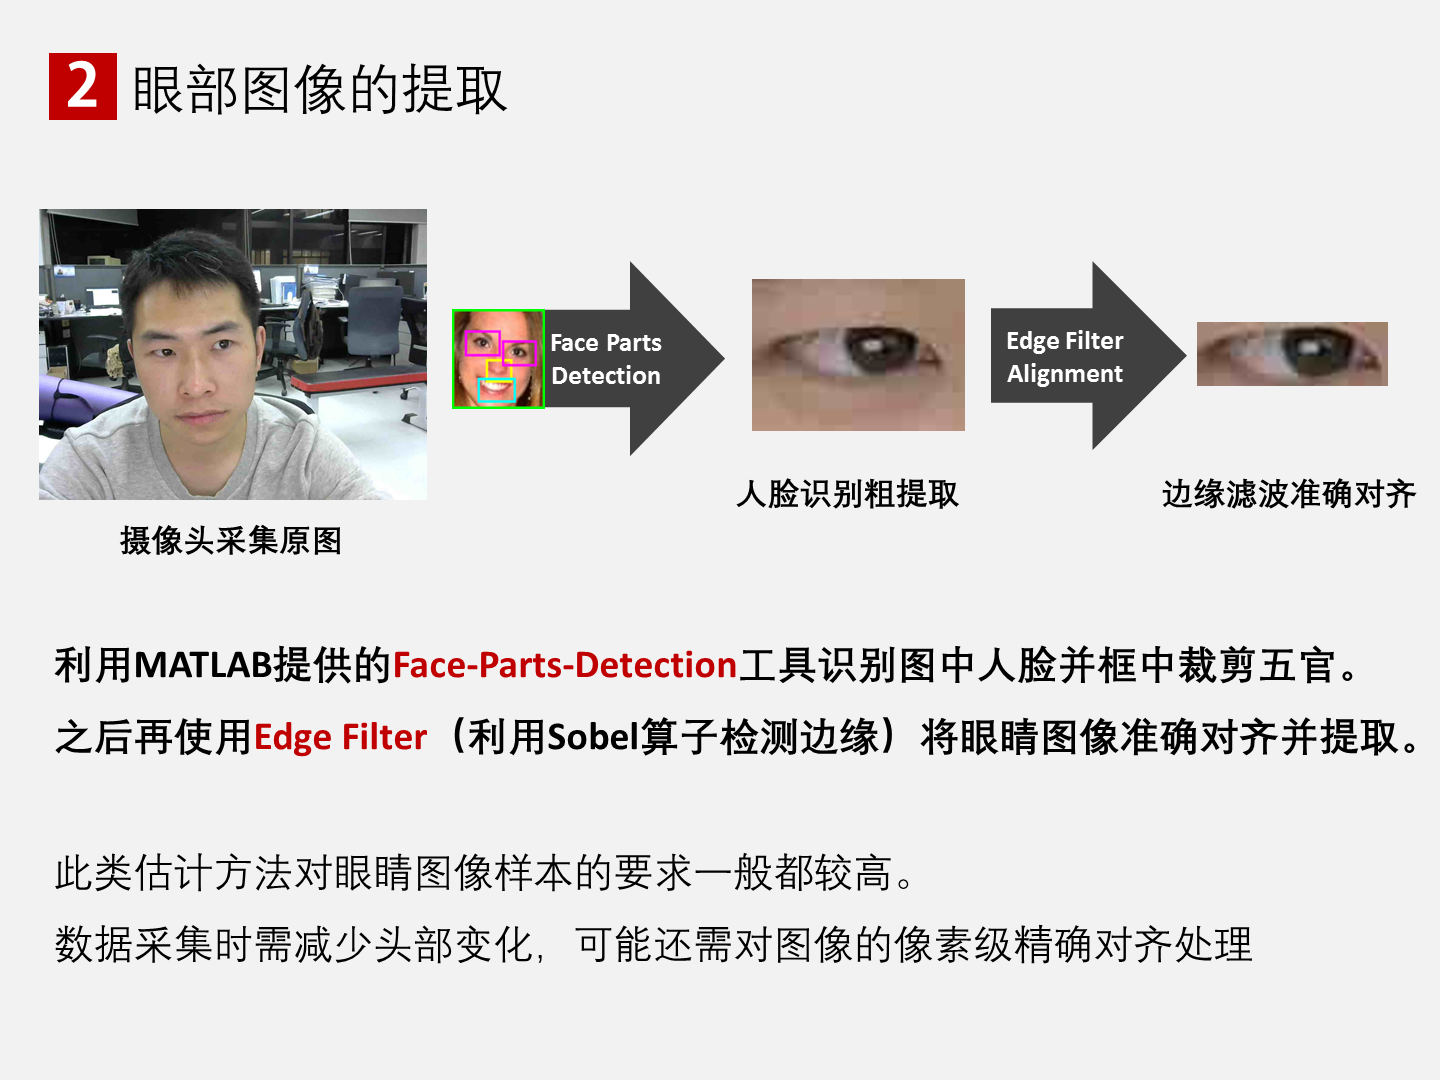 2 眼部图像的提取
Face Parts
Detection
Edge Filter
Alignment
人脸识别粗提取
边缘滤波准确对齐
摄像头采集原图
利用MATLAB提供的Face-Parts-Detection工具识别图中人脸并框中裁剪五官。
之后再使用Edge Filter（利用Sobel算子检测边缘）将眼睛图像准确对齐并提取。
此类估计方法对眼睛图像样本的要求一般都较高。
数据采集时需减少头部变化，可能还需对图像的像素级精确对齐处理